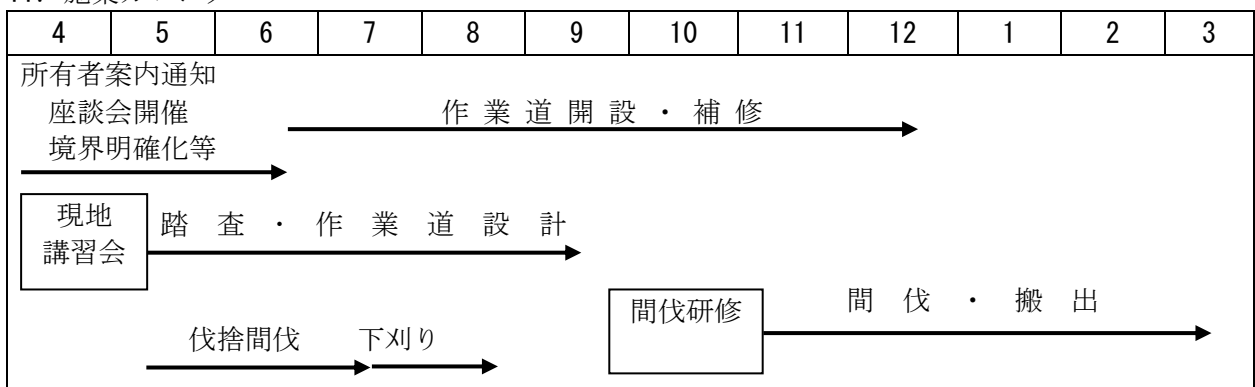 4 5 6 7 8 9 10 11 12 1 2 3
所有者案内通知
座談会開催
境界明確化等
作業道開設・補修
現地
講習会
踏査・作業道設計
伐捨間伐
下刈り
間伐研修
間伐・搬出